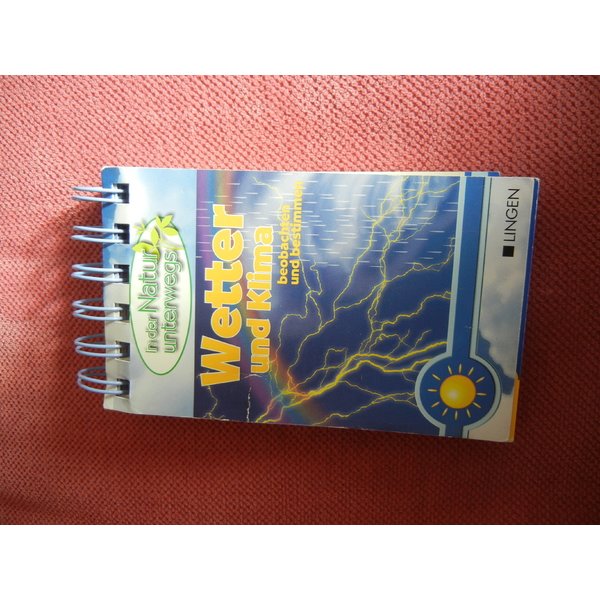 In der Natur
unterwegs
Wetter
und Klima
beobachten
und bestimmen
LINGEN